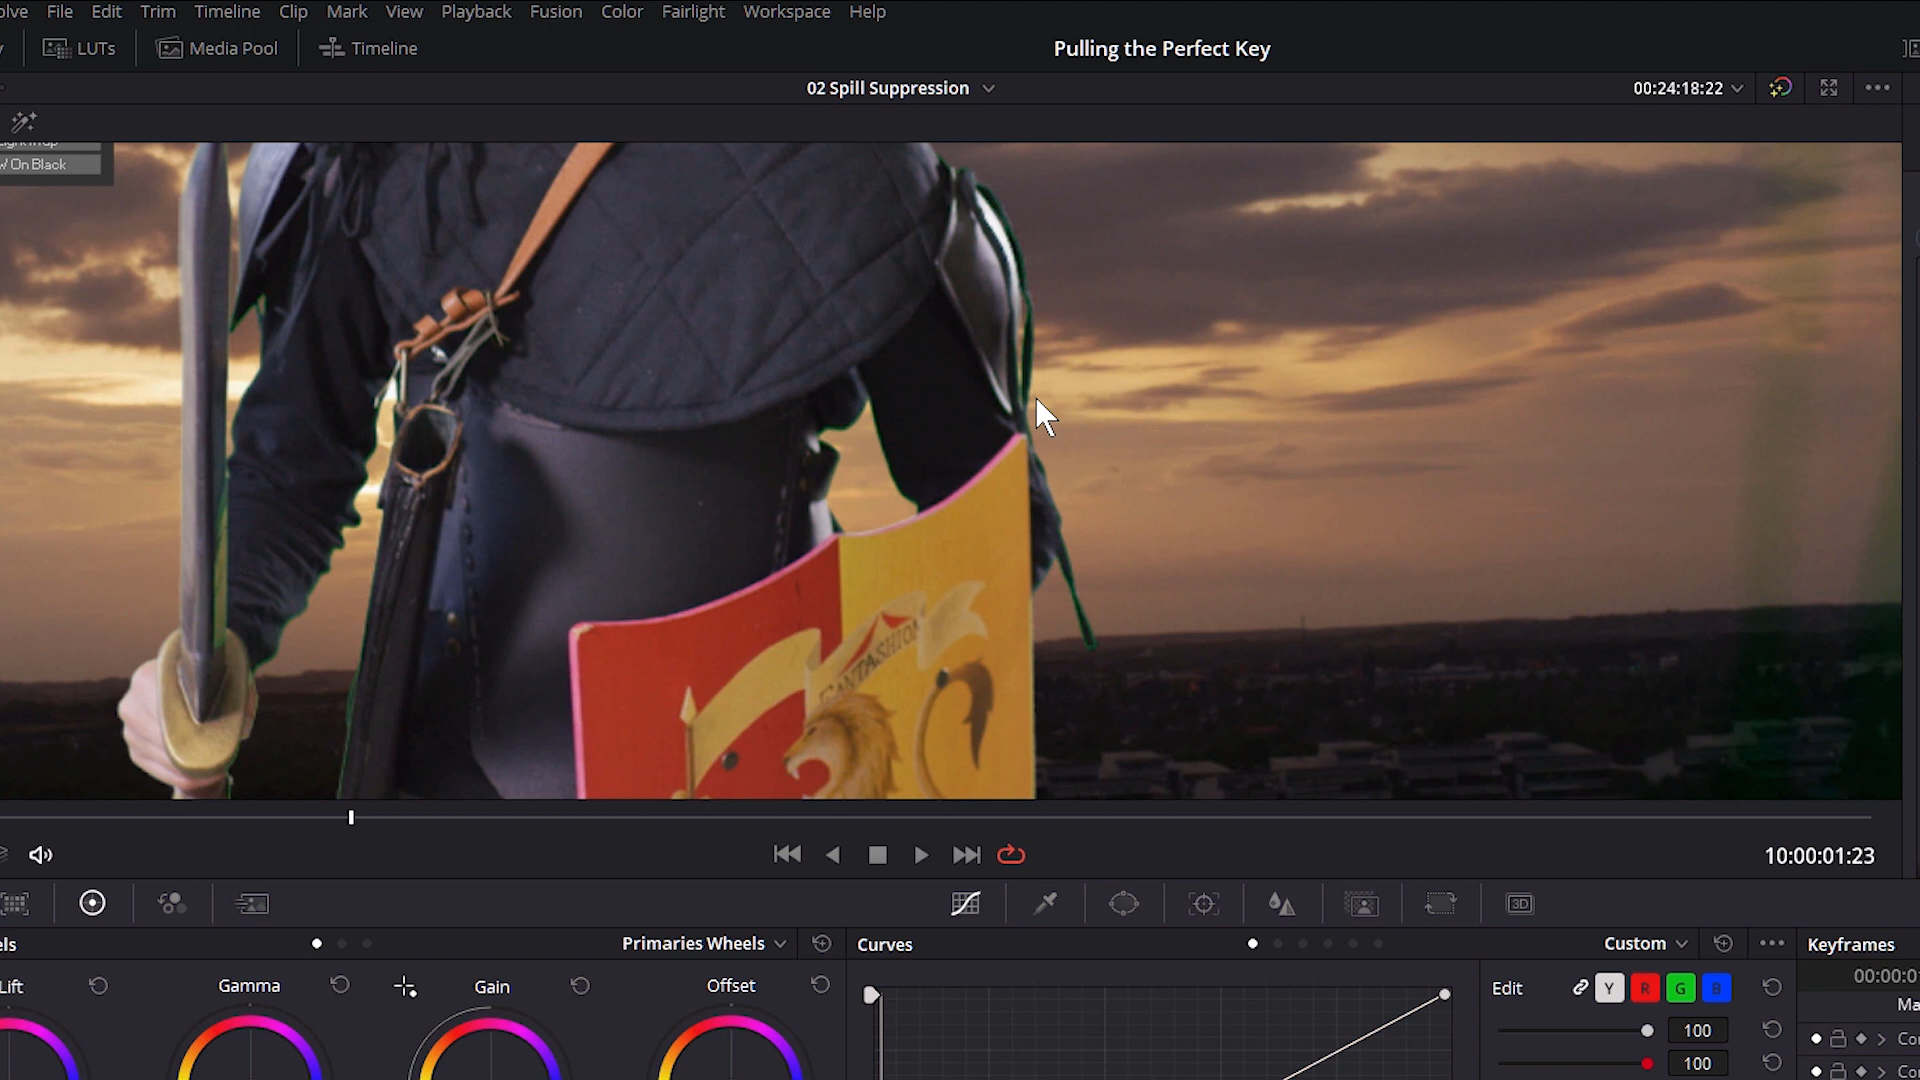 File Edit Trim Timeline Clip Mark View Playback Fusion Color Fairlight Workspace Help
LUTs Media Pool Timeline Pulling the Perfect Key
02 Spill Suppression 00:24:18:22
On Black
FANTASHION
10:00:01:23
Primaries Wheels Curves Custom Keyframes
Lift Gamma Gain Offset Edit Y R G B
100
100